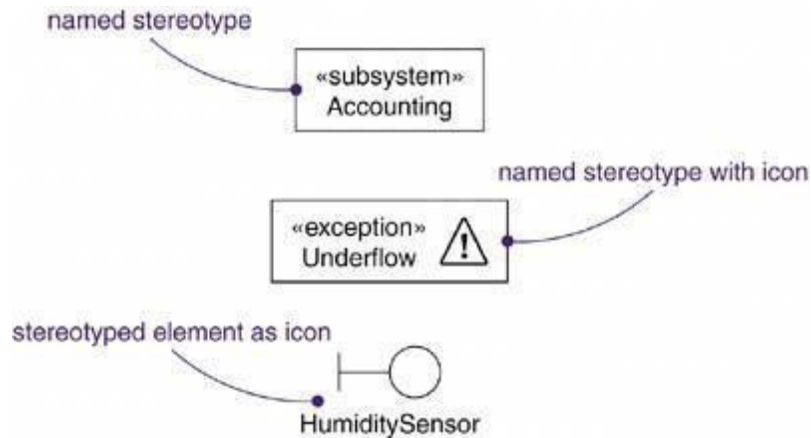 named stereotype
«subsystem»
Accounting
named stereotype with icon
«exception»
Underflow
stereotyped element as icon
HumiditySensor